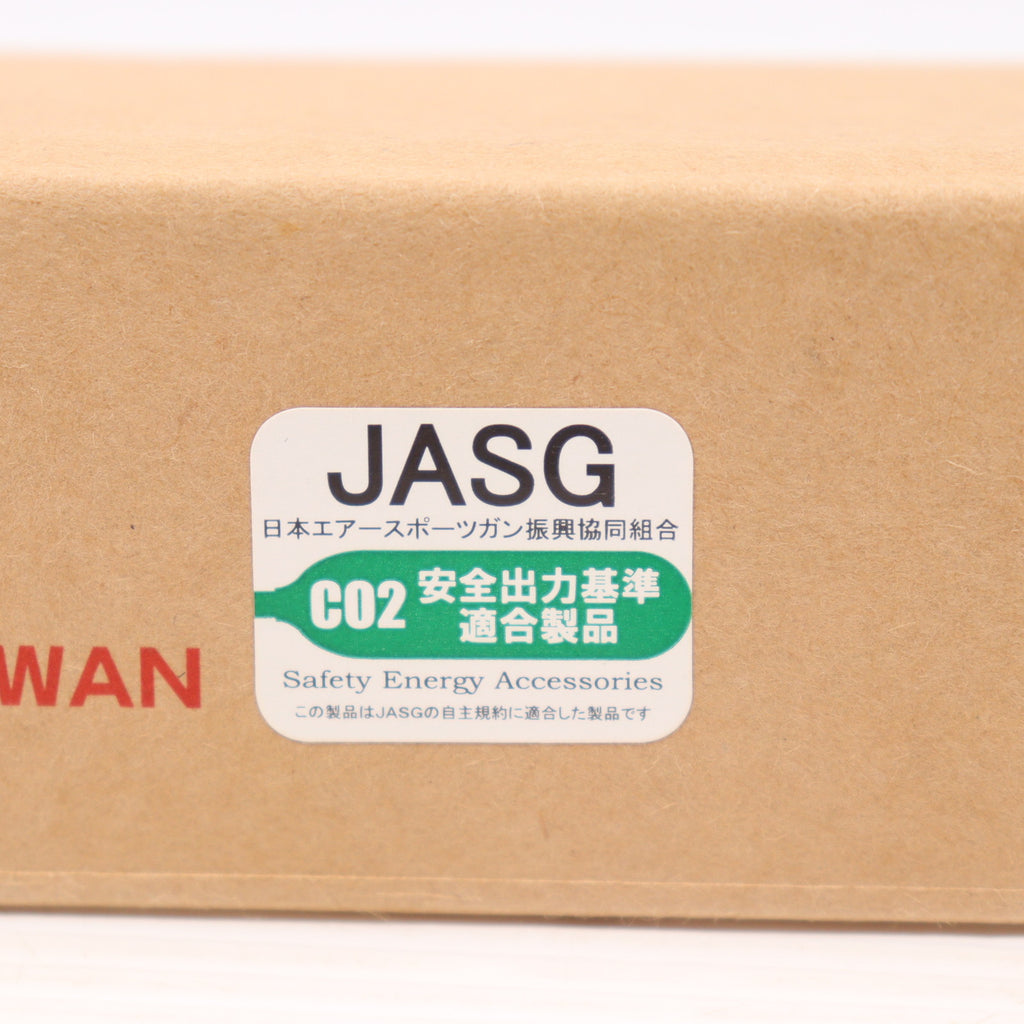 JASG
日本エアースポーツガン振興協同組合
CO2 安全出力基準
適合製品
Safety Energy Accessories
この製品はJASGの自主規約に適合した製品です
WAN